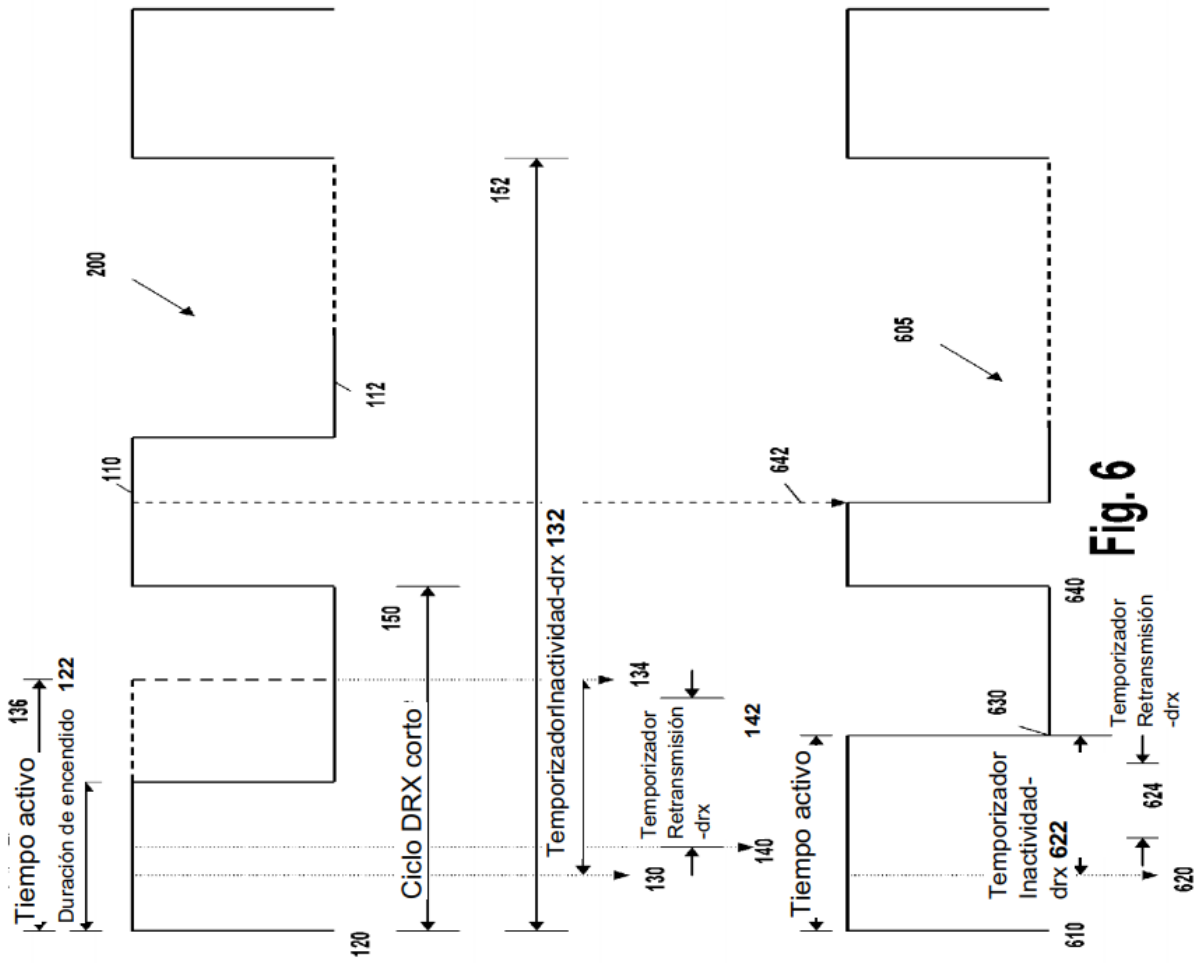 Tiempo activo
136
Duración de encendido 122
120
110
200
112
150
Ciclo DRX corto
152
TemporizadorInactividad-drx 132
134
130
Temporizador
Retransmisión
-drx
142
140
Tiempo activo
642
605
610
Temporizador
Inactividad-
drx 622
630
640
624
620
Temporizador
Retransmisión
-drx
Fig. 6